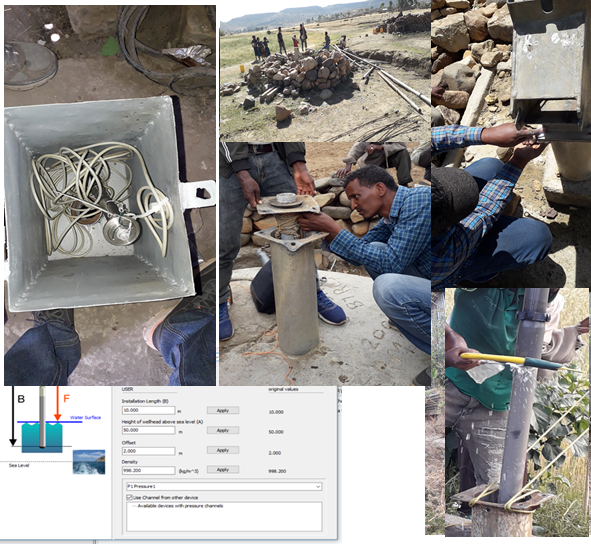 B
F
Water Surface
Sea Level
USER
original values
Installation Length (B)
10.000 m Apply 10.000
Height of wellhead above sea level (A)
50.000 m Apply 50.000
Offset
2.000 m Apply 2.000
Density
998.200 (kg/m^3) Apply 998.200
P1 Pressure1
Use Channel from other device
Available devices with pressure channels